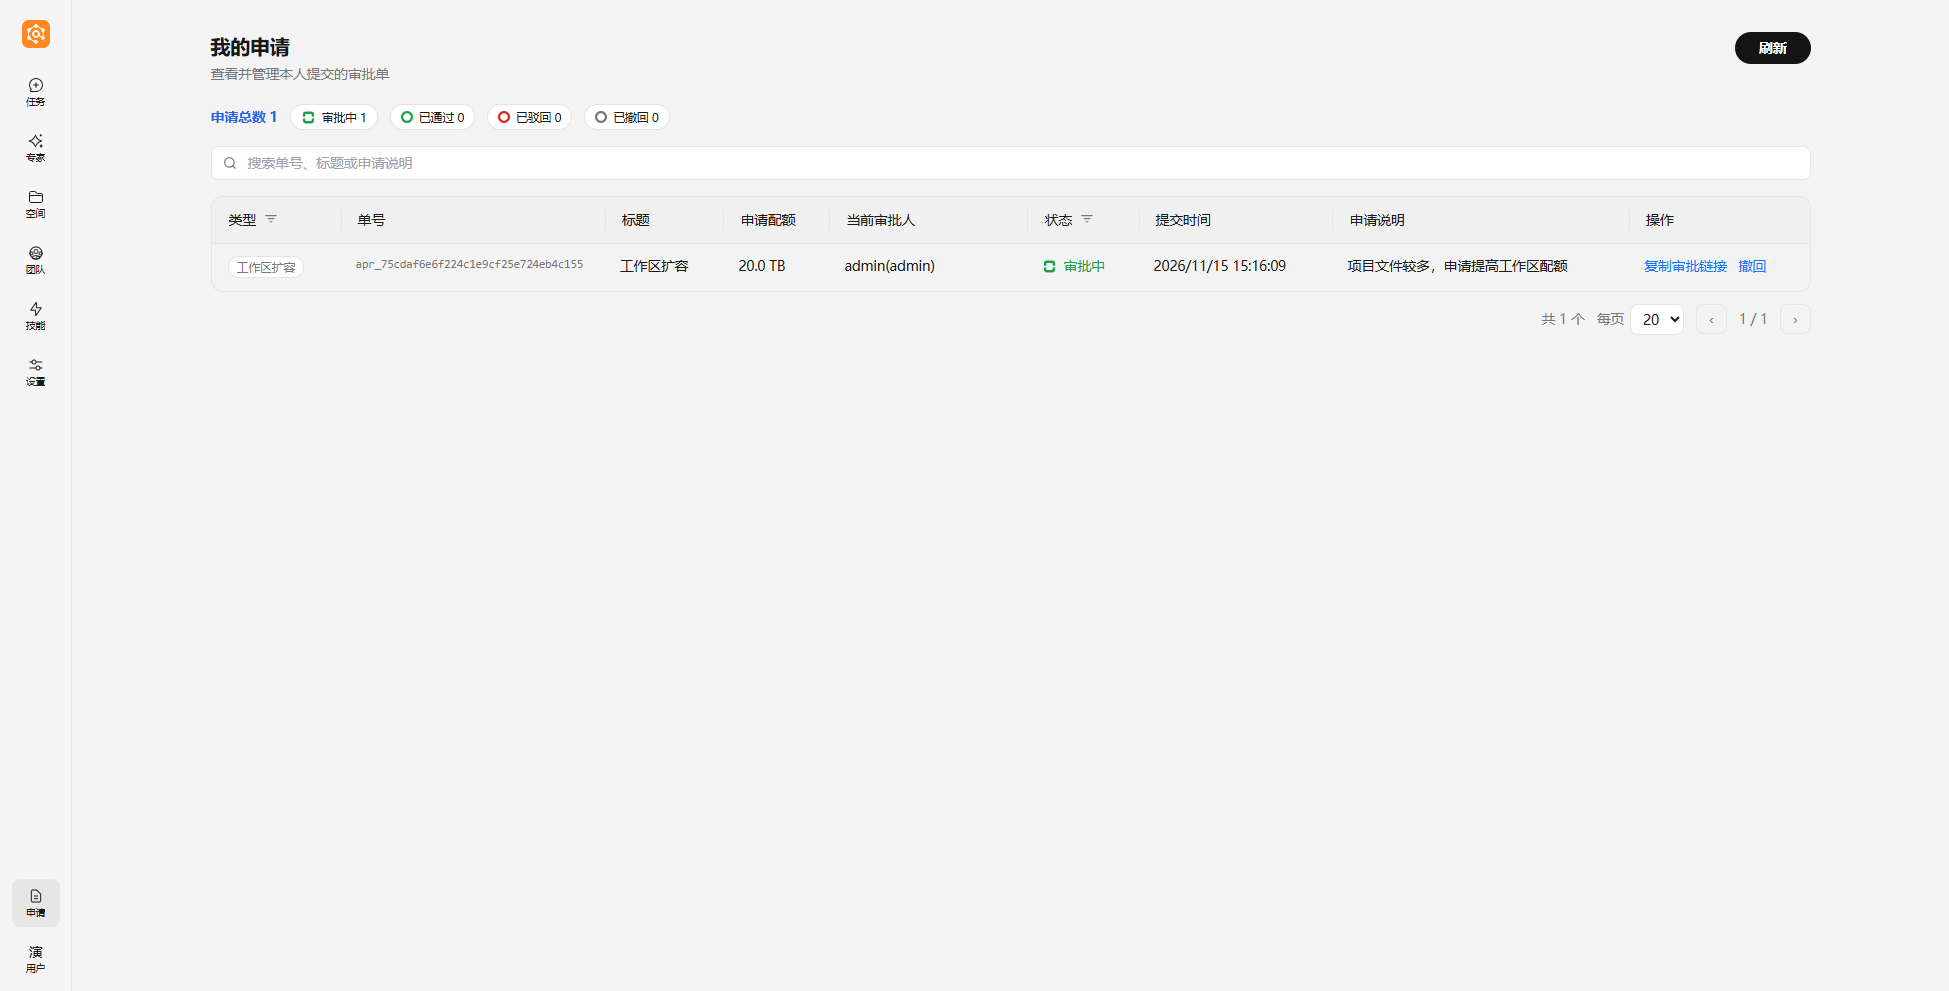 任务
专家
空间
团队
技能
设置
申请
演
用户
我的申请
刷新
查看并管理本人提交的审批单
申请总数 1 审批中 1 已通过 0 已驳回 0 已撤回 0
搜索单号、标题或申请说明
类型 单号 标题 申请配额 当前审批人 状态 提交时间 申请说明 操作
工作区扩容 apr_75cdaf6e6f224c1e9cf25e724eb4c155 工作区扩容 20.0 TB admin(admin) 审批中 2026/11/15 15:16:09 项目文件较多，申请提高工作区配额 复制审批链接 撤回
共 1 个 每页 20 ‹ 1 / 1 ›